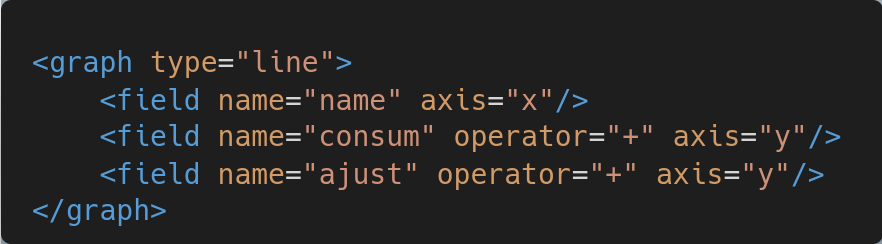 <graph type="line">
    <field name="name" axis="x"/>
    <field name="consum" operator="+" axis="y"/>
    <field name="ajust" operator="+" axis="y"/>
</graph>